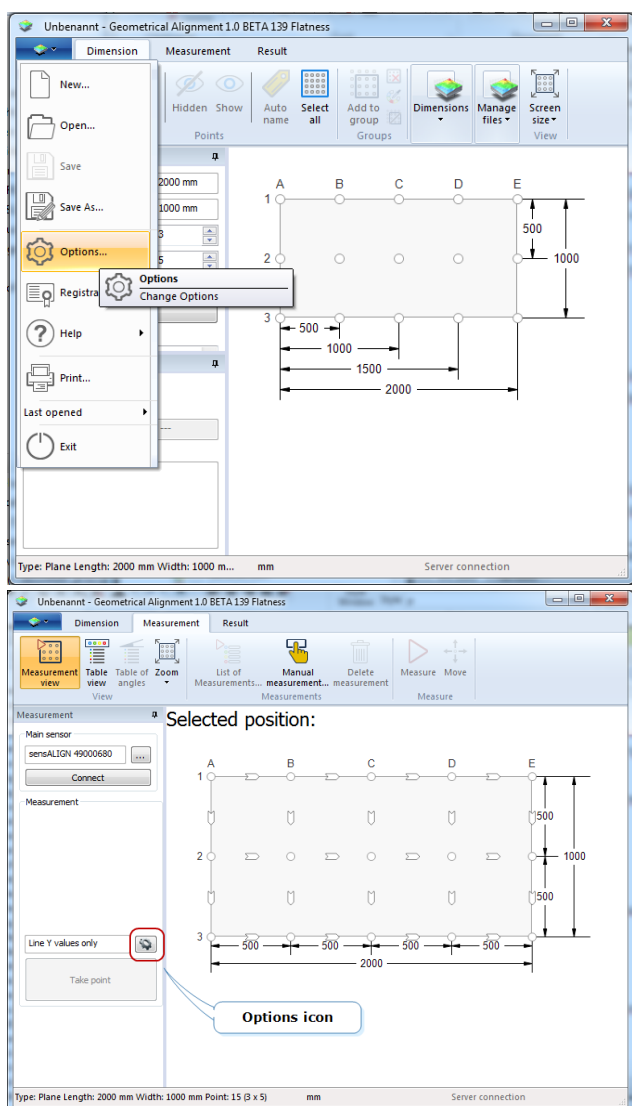 Unbenannt - Geometrical Alignment 1.0 BETA 139 Flatness
Dimension Measurement Result
New...
Open...
Save
Save As...
Options...
Registra
Help
Print...
Last opened
Exit
Hidden Show
Points
Auto name
Select all
Add to group
Groups
Dimensions
Manage files
Screen size
View
2000 mm
1000 mm
3
5
Options
Change Options
---
A B C D E
1
2
3
500
1000
500
1000
1500
2000
Type: Plane Length: 2000 mm Width: 1000 m... mm Server connection
Unbenannt - Geometrical Alignment 1.0 BETA 139 Flatness
Dimension Measurement Result
Measurement view
Table view
Table of angles
Zoom
View
List of Measurements...
Manual measurement...
Delete measurement
Measurements
Measure Move
Measure
Measurement
Selected position:
Main sensor
sensALIGN 49000680 ...
Connect
Measurement
Line Y values only
Take point
A B C D E
1
2
3
500
1000
500
500 500 500 500
2000
Options icon
Type: Plane Length: 2000 mm Width: 1000 mm Point: 15 (3 x 5) mm Server connection